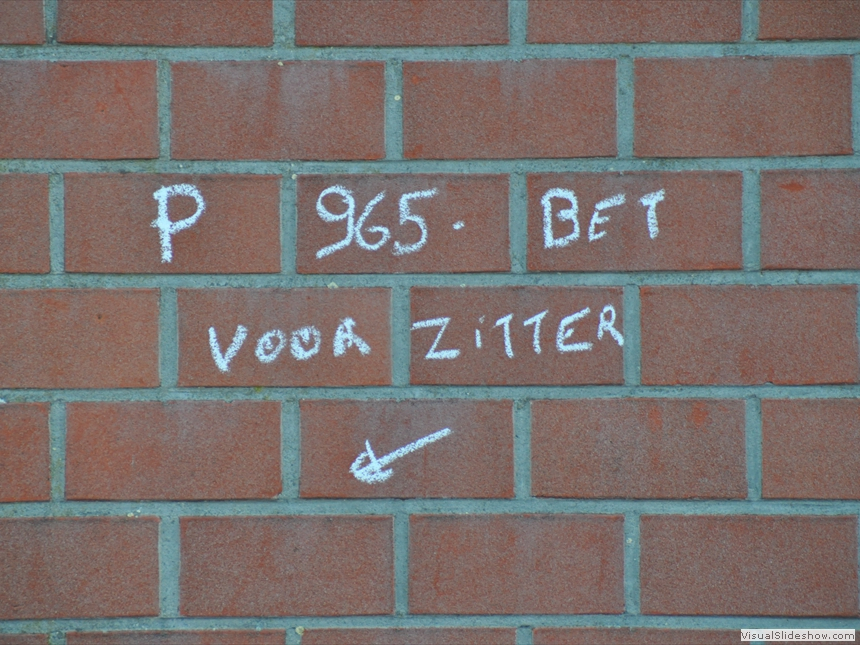 P 965. BET
VOOR ZITTER
VisualSlideshow.com